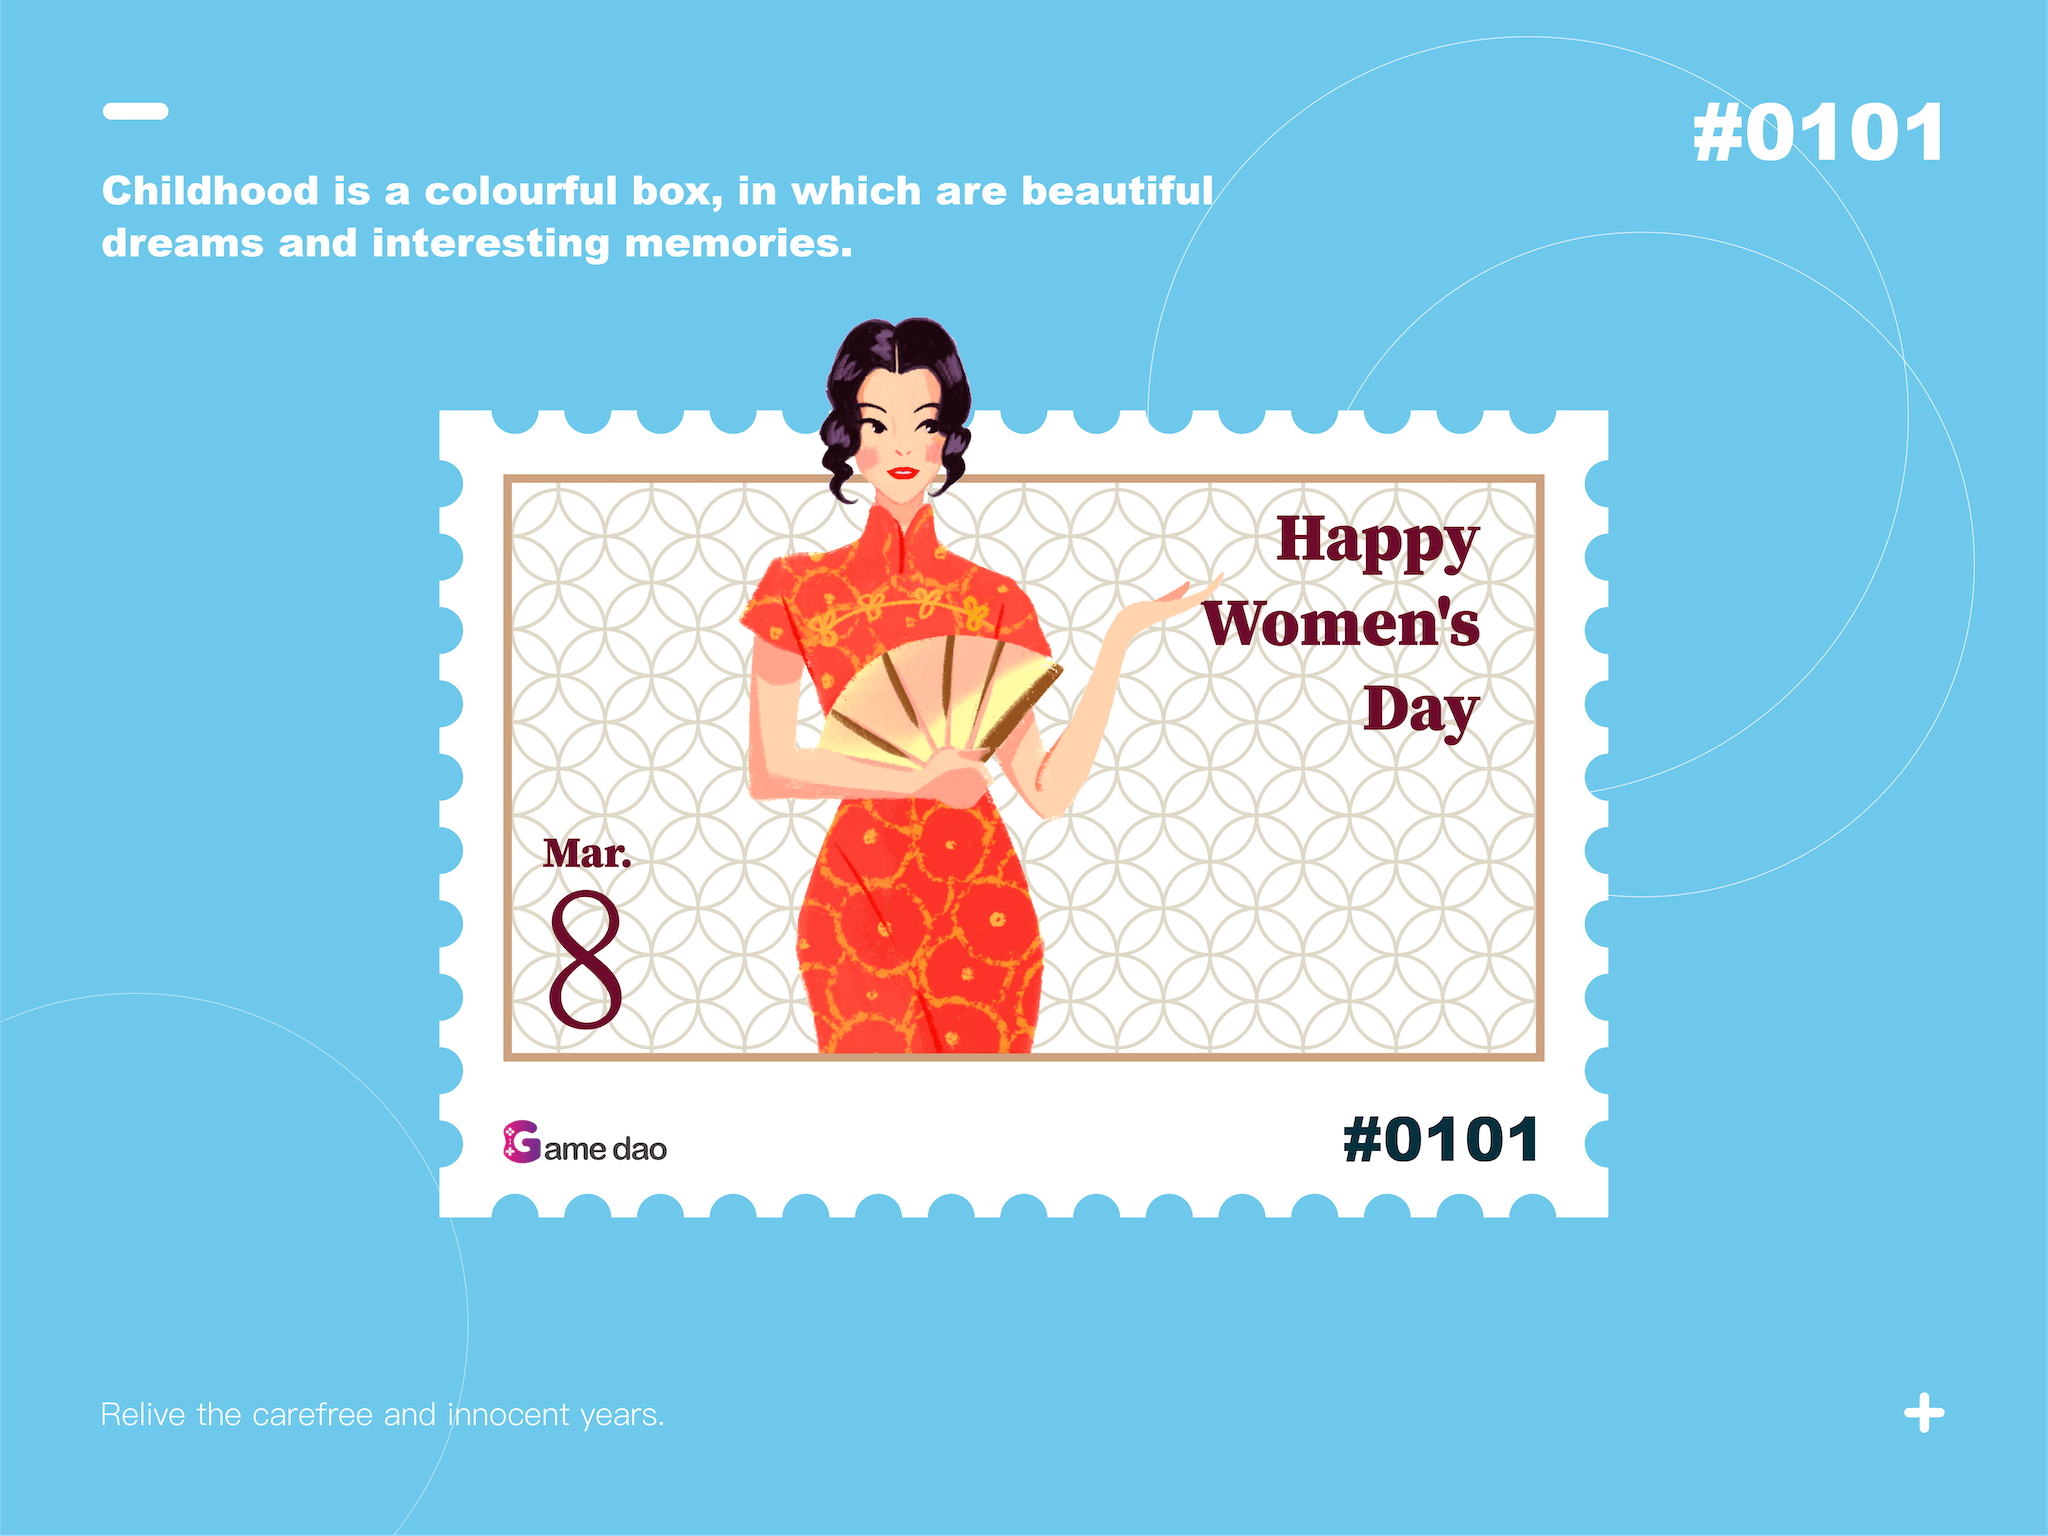 #0101
Childhood is a colourful box, in which are beautiful
dreams and interesting memories.
Happy
Women's
Day
Mar.
8
Game dao
#0101
Relive the carefree and innocent years.